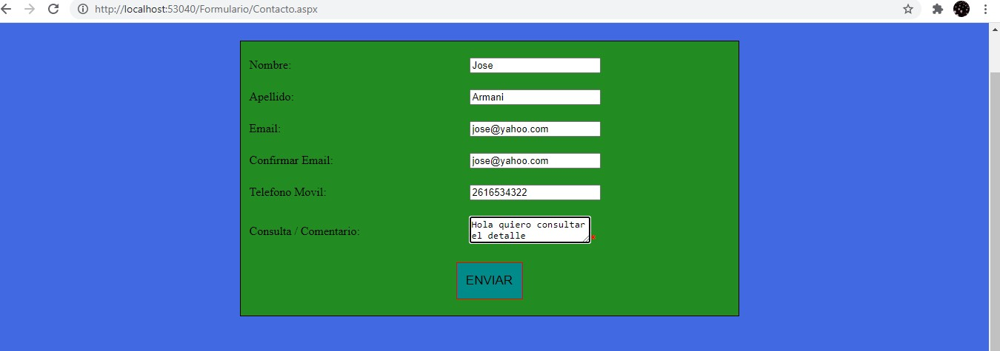 http://localhost:53040/Formulario/Contacto.aspx
Nombre: Jose
Apellido: Armani
Email: jose@yahoo.com
Confirmar Email: jose@yahoo.com
Telefono Movil: 2616534322
Consulta / Comentario: Hola quiero consultar
el detalle
*
ENVIAR